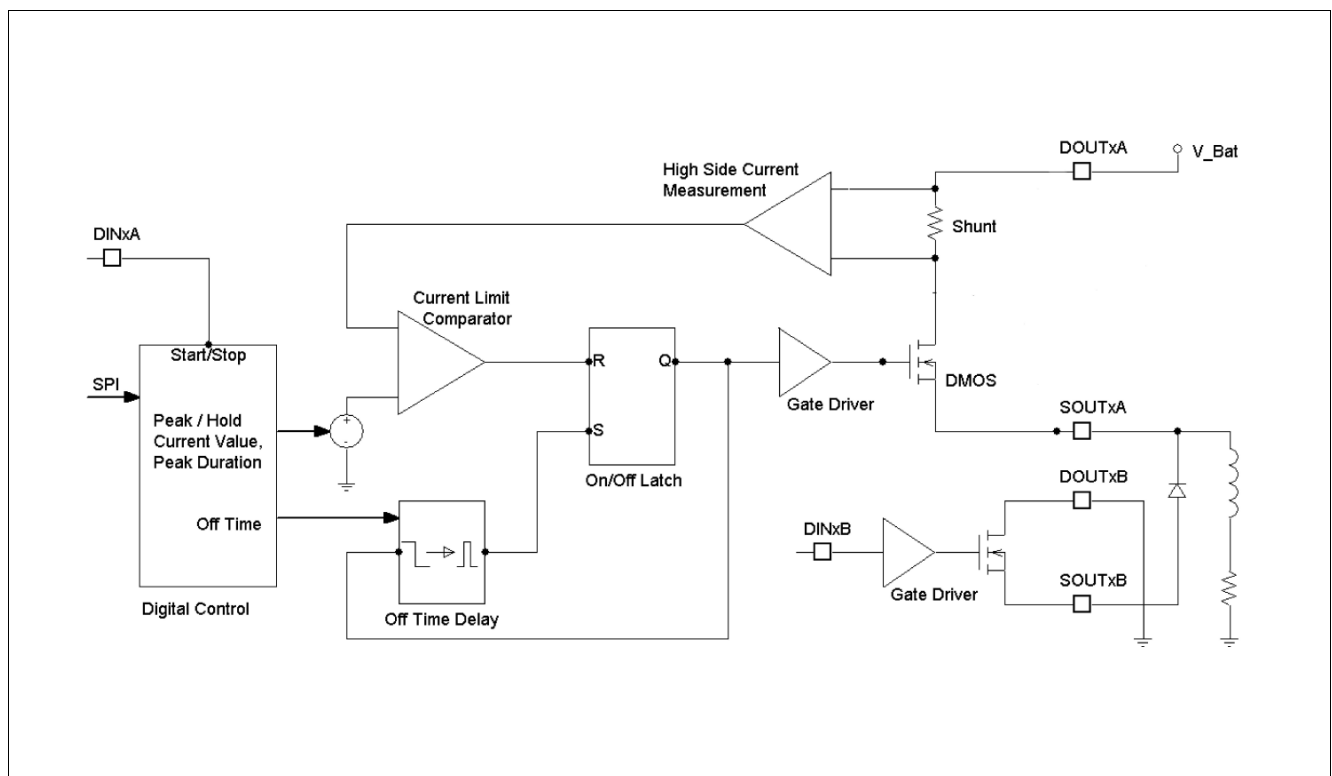 DOUTxA
V_Bat
High Side Current
Measurement
Shunt
DINxA
Current Limit
Comparator
Start/Stop
R
Q
DMOS
SPI
Gate Driver
Peak / Hold
Current Value,
Peak Duration
+
-
S
SOUTxA
On/Off Latch
DOUTxB
Off Time
DINxB
Gate Driver
SOUTxB
Digital Control
Off Time Delay